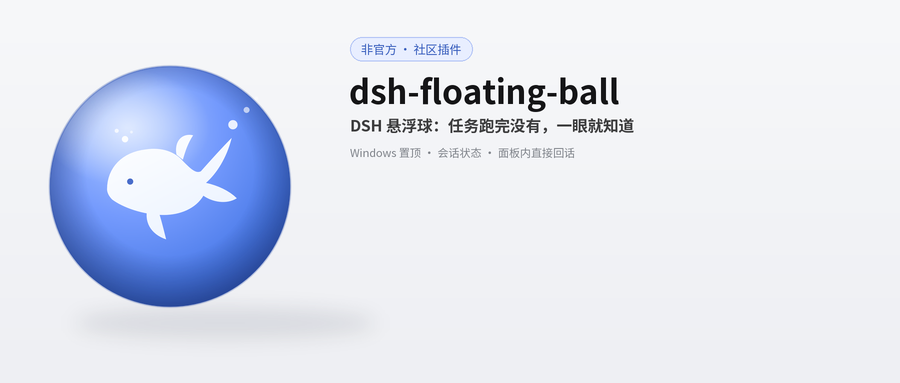 非官方 · 社区插件
dsh-floating-ball
DSH 悬浮球：任务跑完没有，一眼就知道
Windows 置顶 · 会话状态 · 面板内直接回话